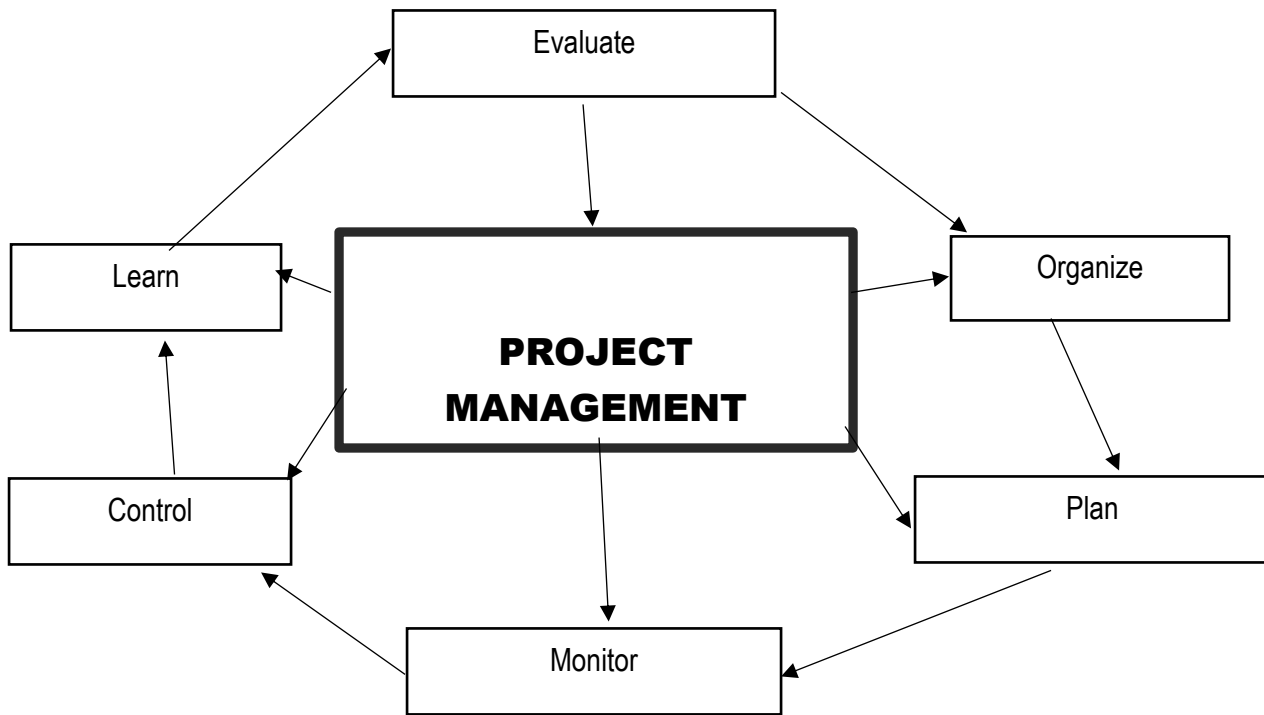 Evaluate
Learn
Organize
PROJECT
MANAGEMENT
Control
Plan
Monitor